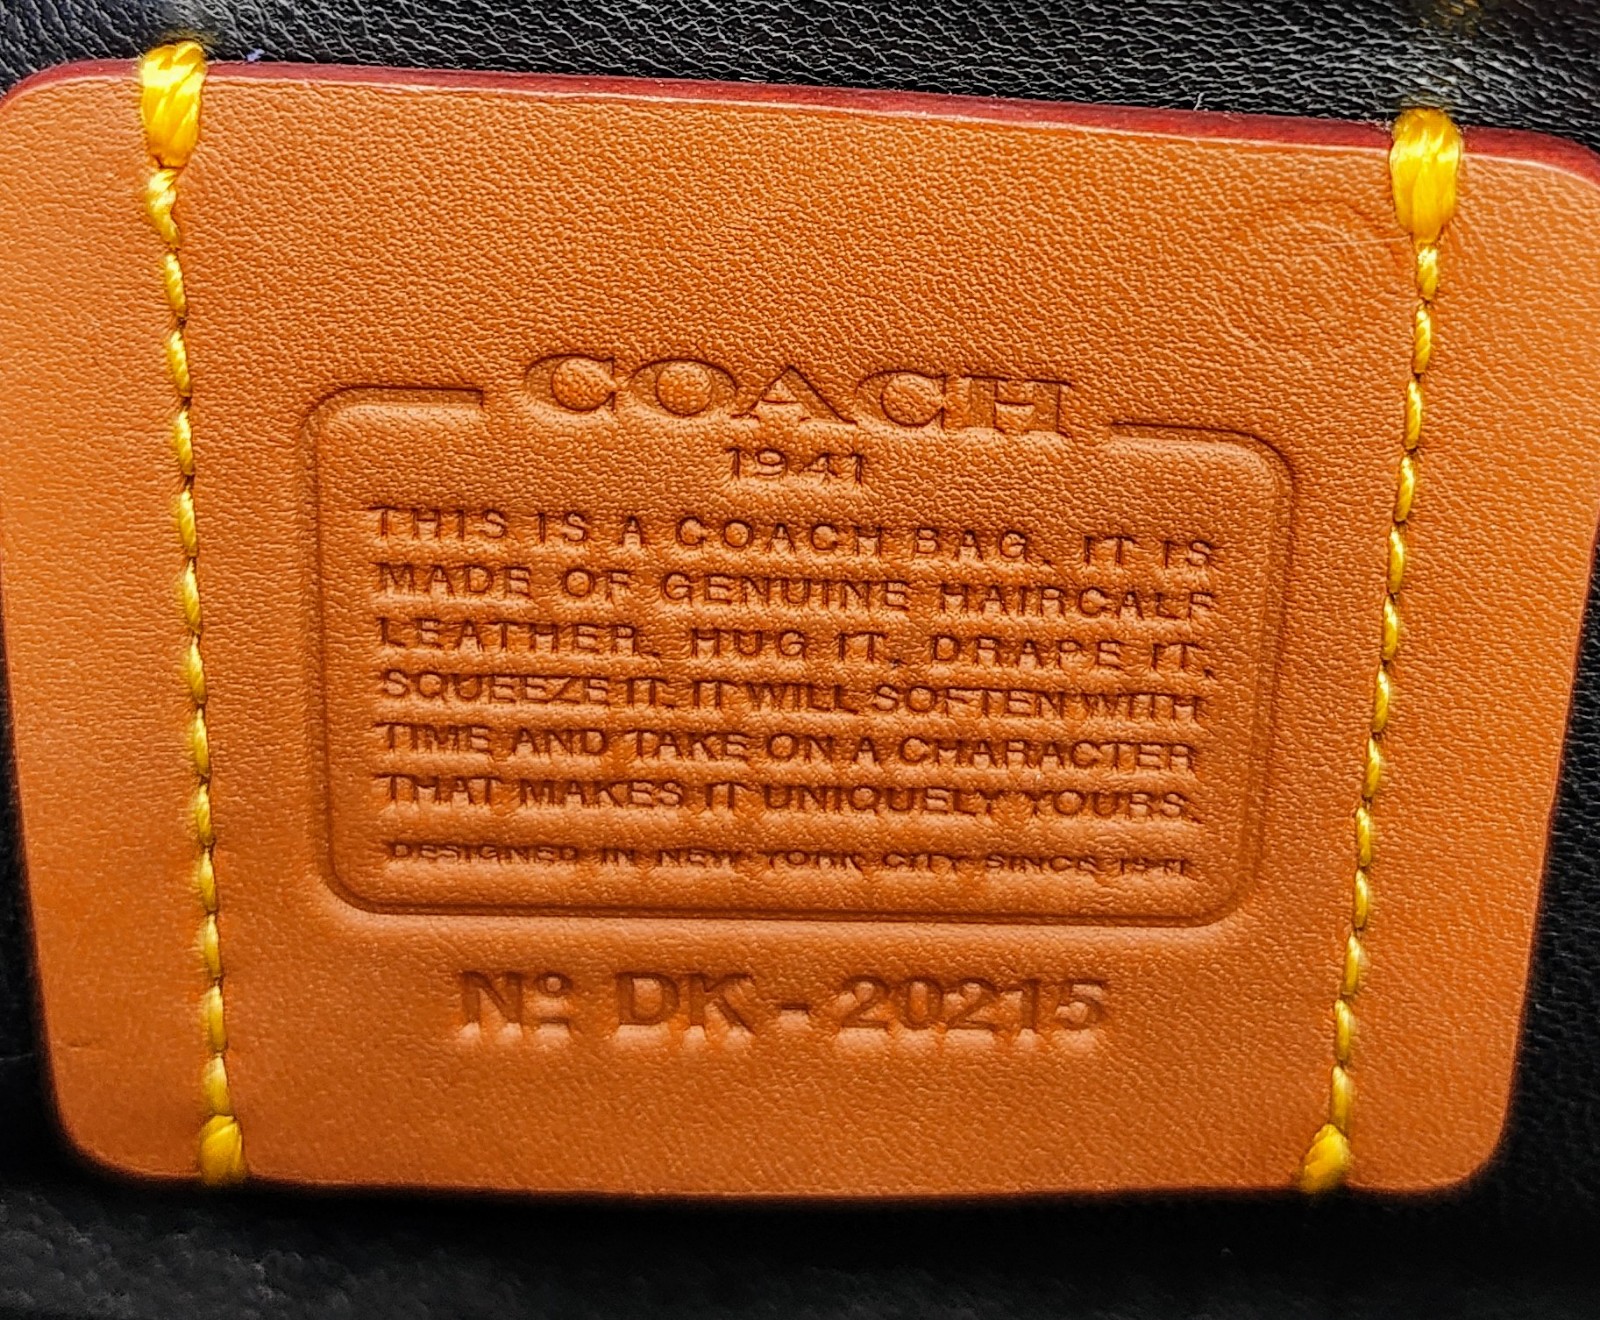 COACH
1941
THIS IS A COACH BAG. IT IS
MADE OF GENUINE HAIRCALF
LEATHER. HUG IT, DRAPE IT,
SQUEEZE IT. IT WILL SOFTEN WITH
TIME AND TAKE ON A CHARACTER
THAT MAKES IT UNIQUELY YOURS.
DESIGNED IN NEW YORK CITY SINCE 1941
Nº DK - 20215